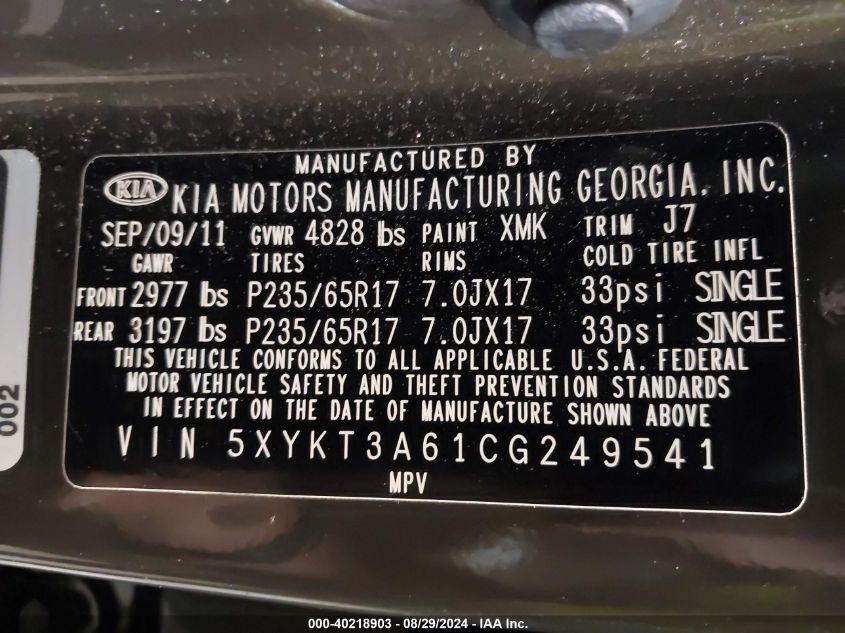 MANUFACTURED BY
KIA KIA MOTORS MANUFACTURING GEORGIA, INC.
SEP/09/11 GVWR 4828 lbs PAINT XMK TRIM J7
GAWR TIRES RIMS COLD TIRE INFL
FRONT 2977 lbs P235/65R17 7.0JX17 33psi SINGLE
REAR 3197 lbs P235/65R17 7.0JX17 33psi SINGLE
THIS VEHICLE CONFORMS TO ALL APPLICABLE U.S.A. FEDERAL
MOTOR VEHICLE SAFETY AND THEFT PREVENTION STANDARDS
IN EFFECT ON THE DATE OF MANUFACTURE SHOWN ABOVE
VIN 5XYKT3A61CG249541
MPV
002
000-40218903 - 08/29/2024 - IAA Inc.